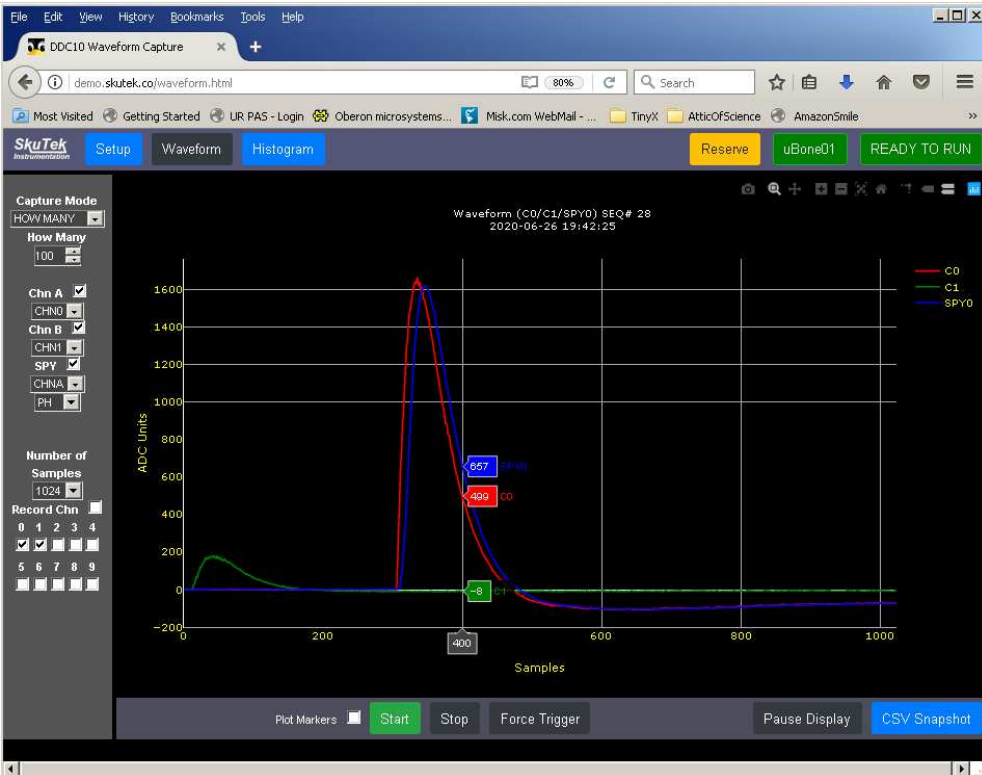 File Edit View History Bookmarks Tools Help
DDC10 Waveform Capture
demo.skutek.co/waveform.html 80% Search
Most Visited Getting Started UR PAS - Login Oberon microsystems... Misk.com WebMail - ... TinyX AtticOfScience AmazonSmile »
SkuTek
Instrumentation
Setup Waveform Histogram Reserve uBone01 READY TO RUN
Capture Mode
HOW MANY
How Many
100
Chn A
CHN0
Chn B
CHN1
SPY
CHNA
PH
Number of
Samples
1024
Record Chn
0 1 2 3 4
5 6 7 8 9
Waveform (C0/C1/SPY0) SEQ# 28
2020-06-26 19:42:25
C0
C1
SPY0
1600
1400
1200
1000
800
600
400
200
0
−200
ADC Units
657 SPY0
499 C0
−8 C1
0 200 400 600 800 1000
Samples
Plot Markers Start Stop Force Trigger Pause Display CSV Snapshot